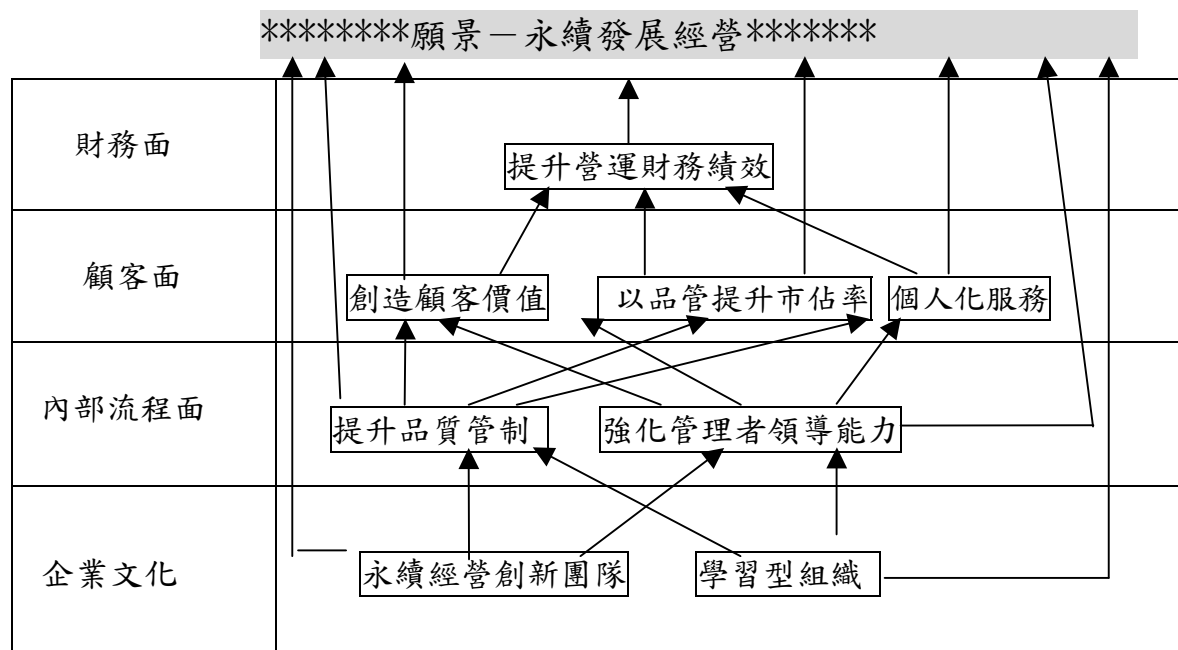 ********願景－永續發展經營*******
財務面
提升營運財務績效
顧客面
創造顧客價值
以品管提升市佔率
個人化服務
內部流程面
提升品質管制
強化管理者領導能力
企業文化
永續經營創新團隊
學習型組織